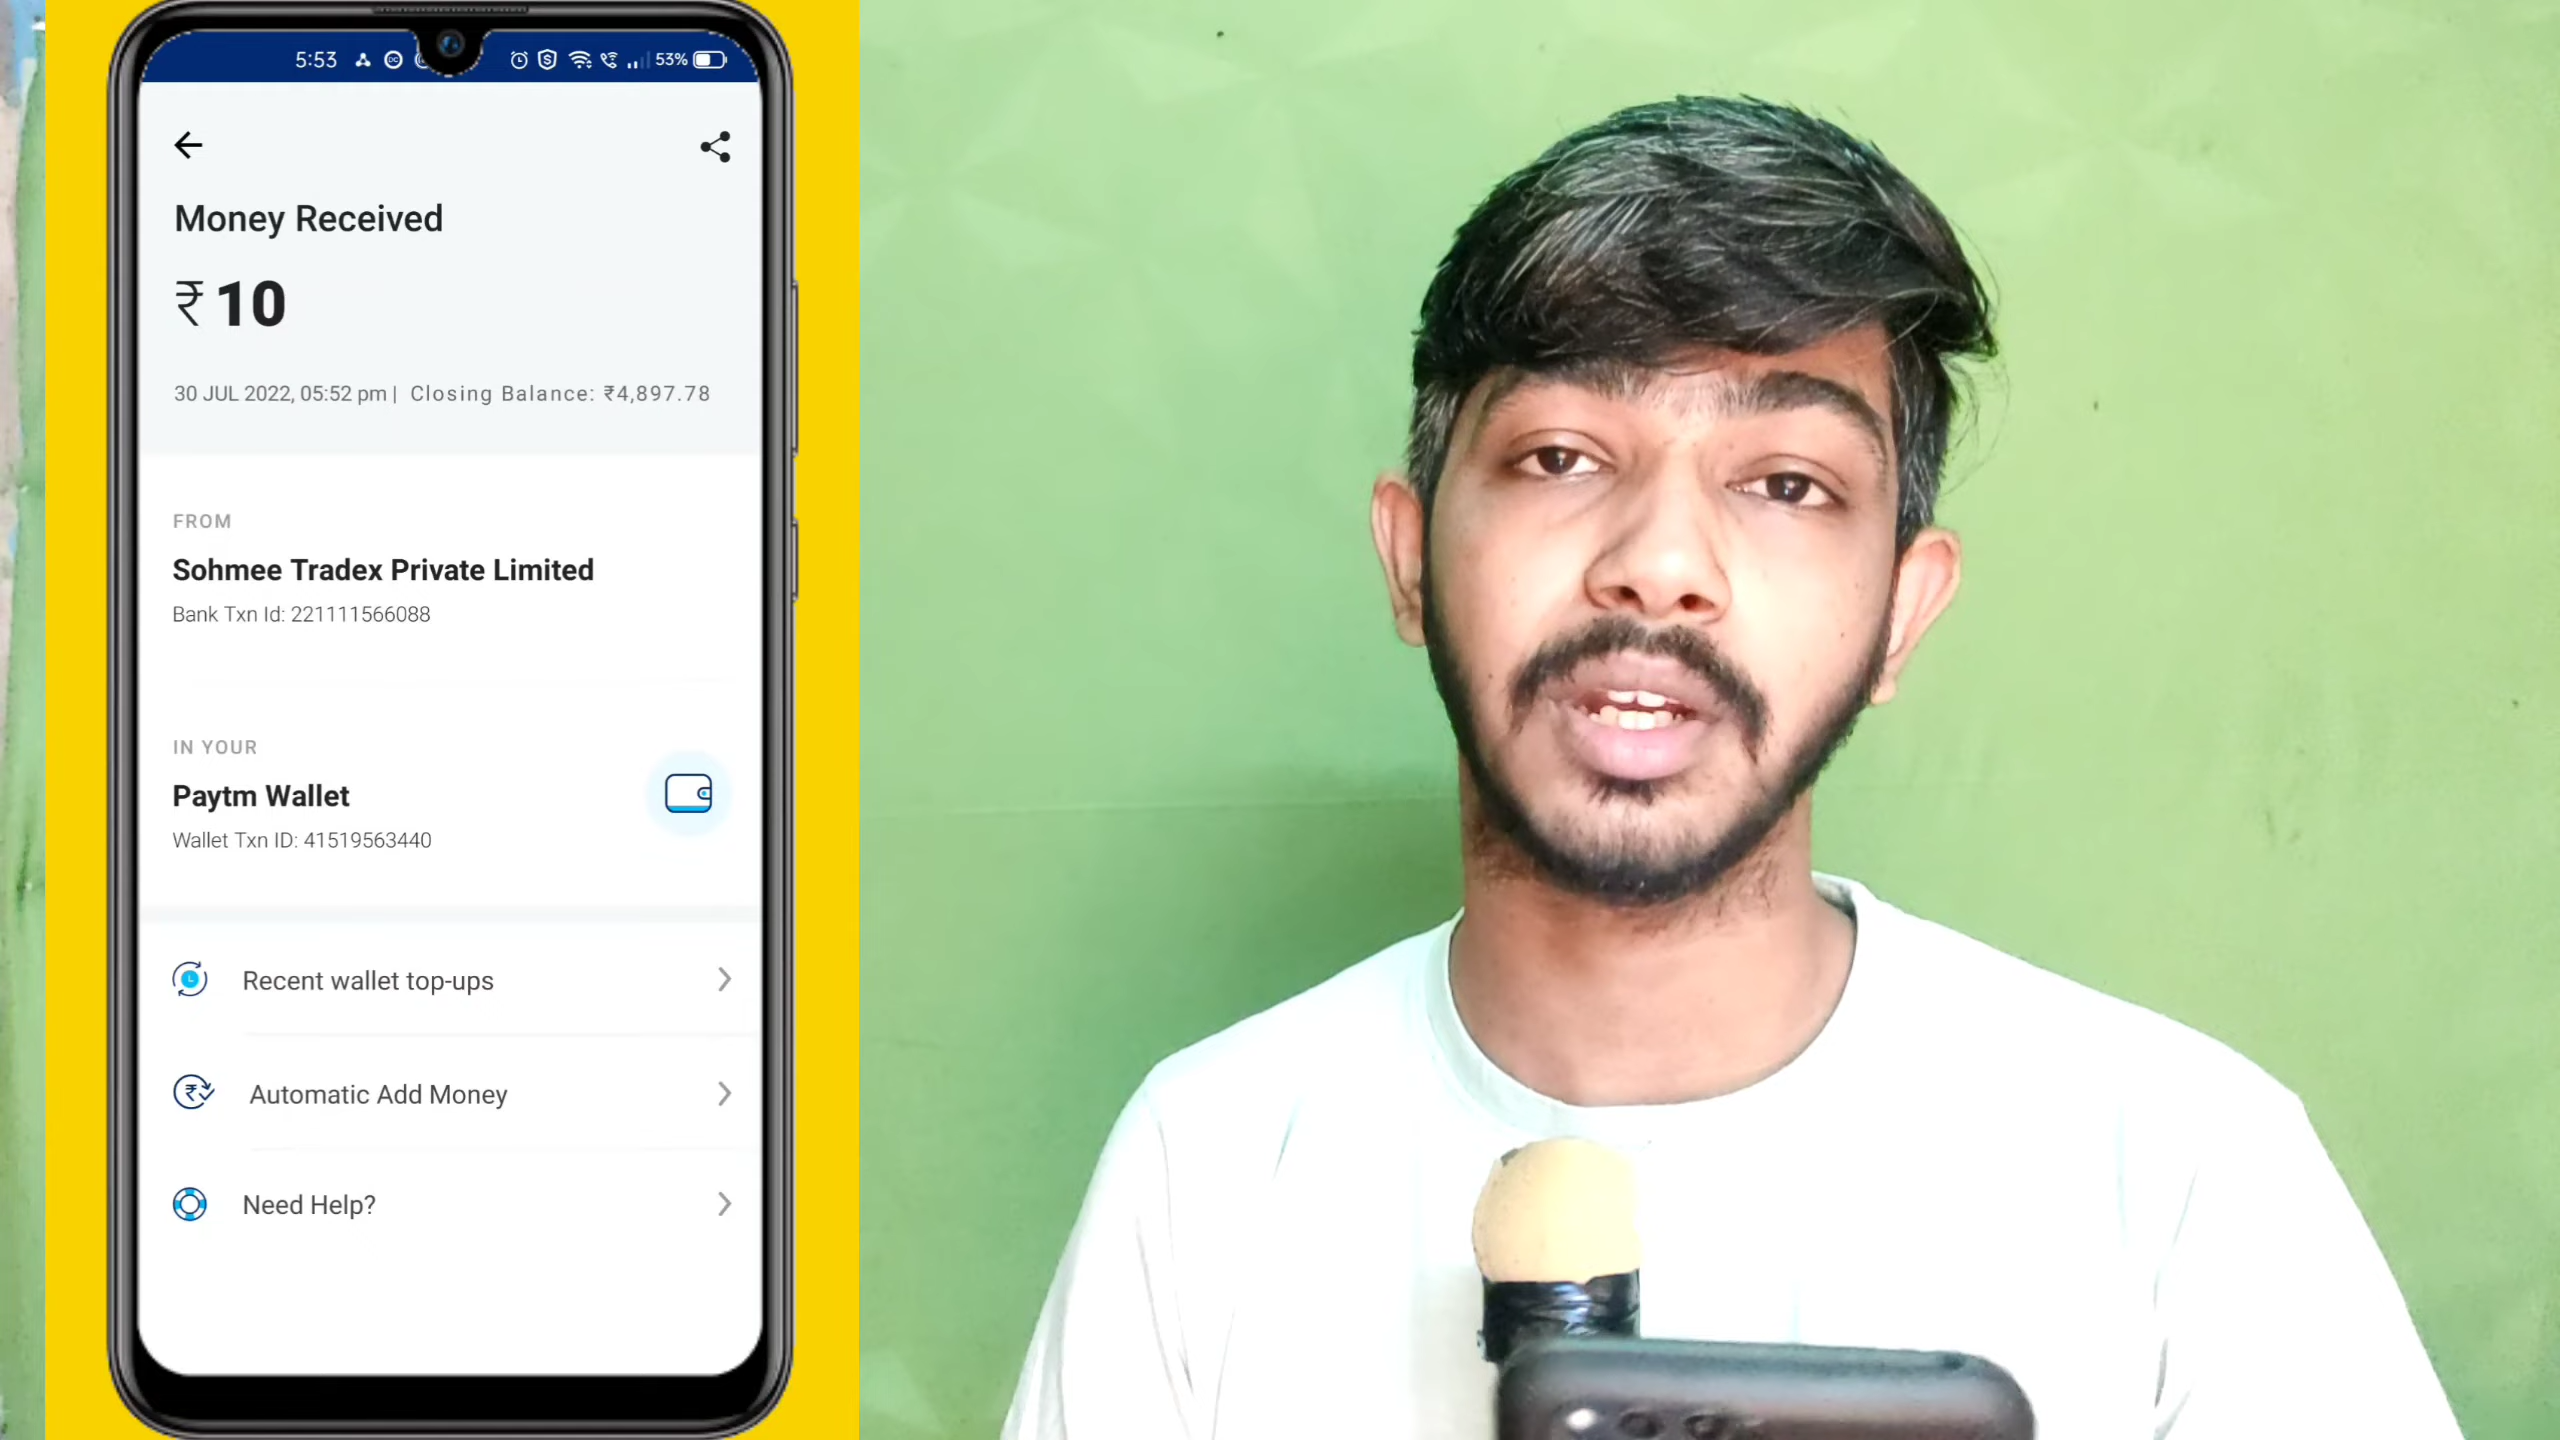 5:53 53%
Money Received
₹10
30 JUL 2022, 05:52 pm | Closing Balance: ₹4,897.78
FROM
Sohmee Tradex Private Limited
Bank Txn Id: 221111566088
IN YOUR
Paytm Wallet
Wallet Txn ID: 41519563440
Recent wallet top-ups
Automatic Add Money
Need Help?